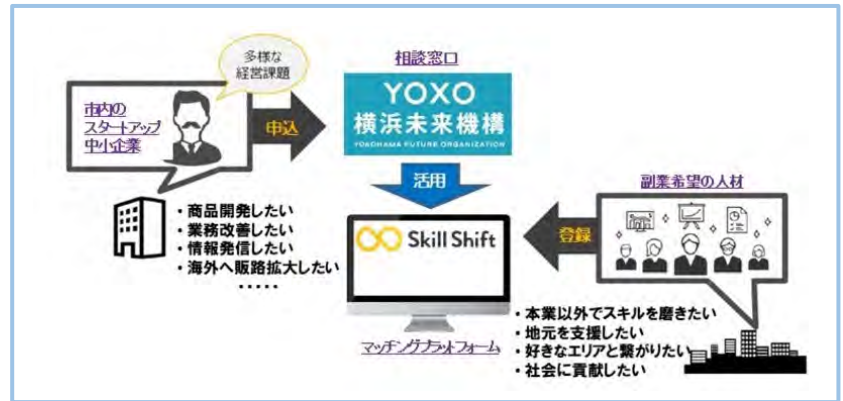 多様な
経営課題
市内の
スタートアップ
中小企業
申込
相談窓口
YOXO
横浜未来機構
YOKOHAMA FUTURE ORGANIZATION
活用
・商品開発したい
・業務改善したい
・情報発信したい
・海外へ販路拡大したい
・・・・・
Skill Shift
マッチングプラットフォーム
副業希望の人材
登録
・本業以外でスキルを磨きたい
・地元を支援したい
・好きなエリアと繋がりたい
・社会に貢献したい